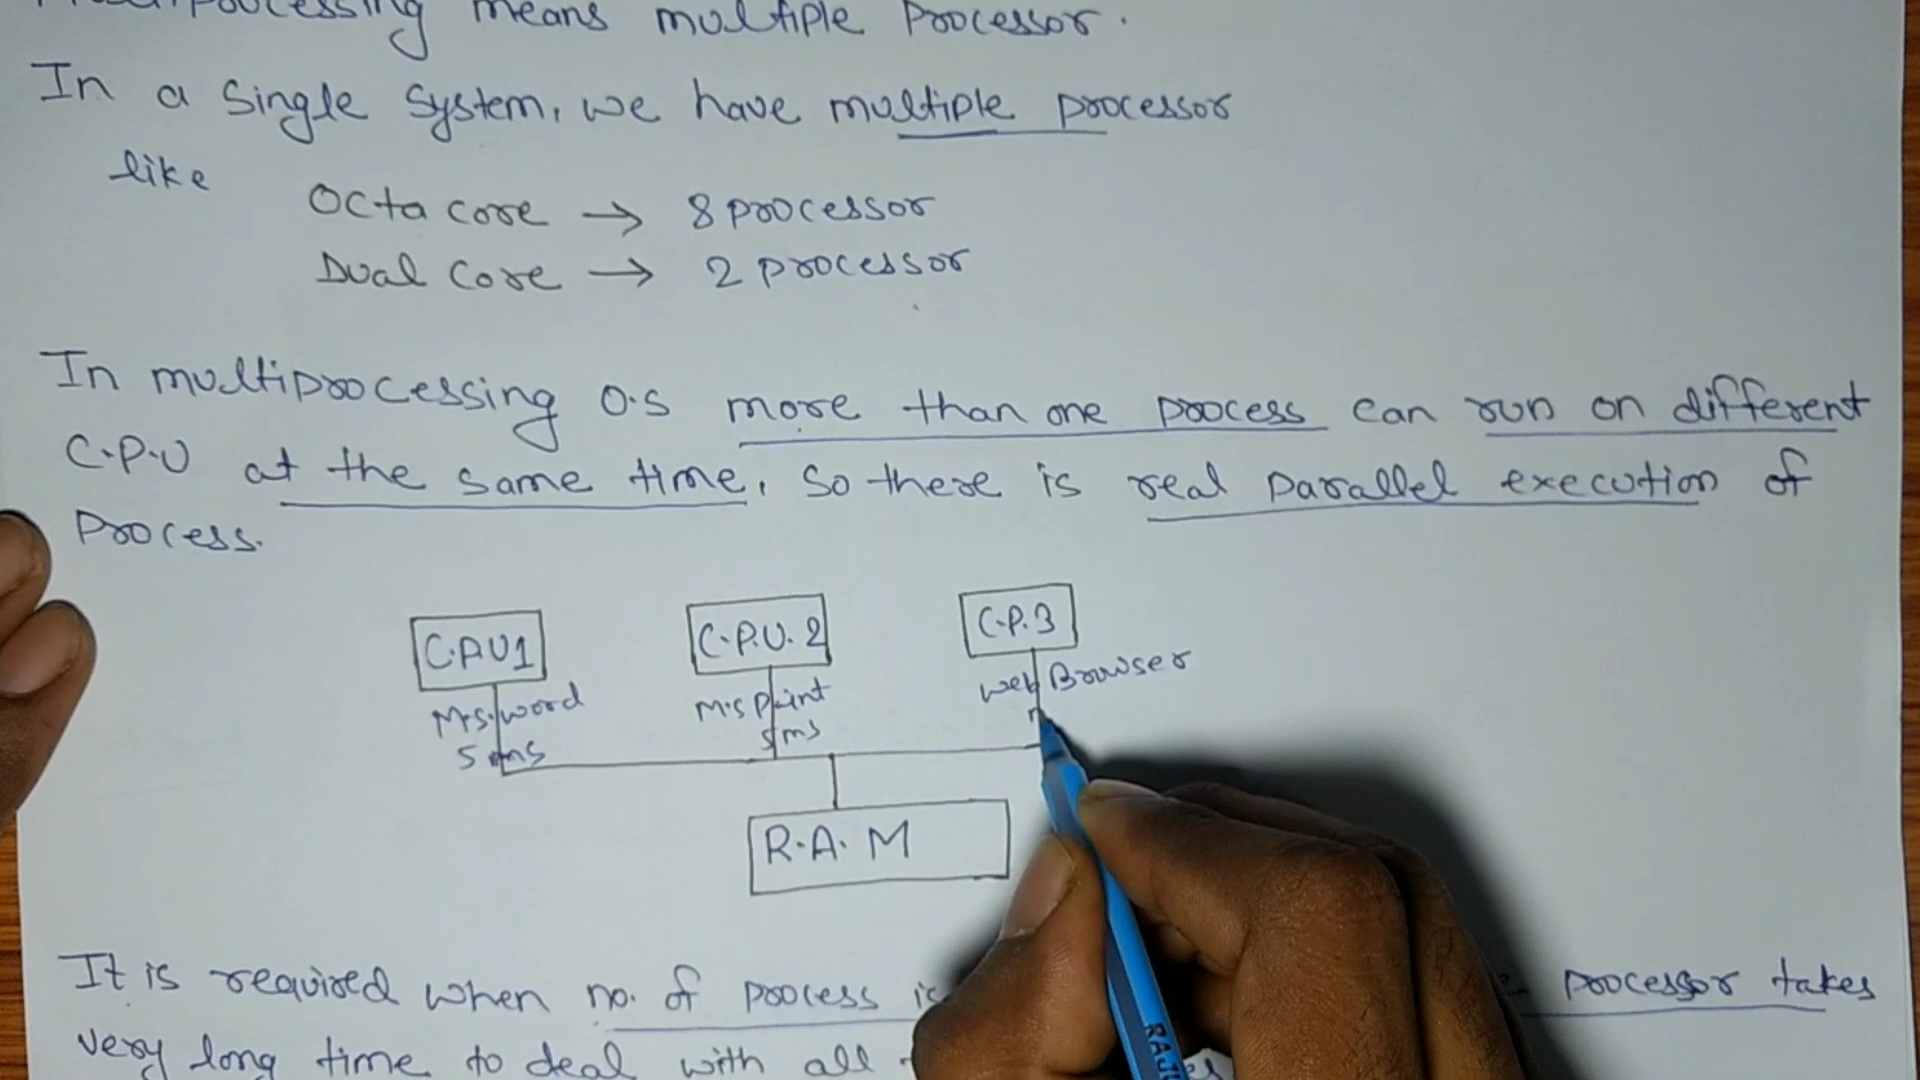 means multiple Processor.
In a Single System, we have multiple processor
like
Octa core → 8 processor
Dual Core → 2 processor
In multiprocessing O.S more than one process can run on different
C.P.U at the same time, So there is real parallel execution of
Process.
C.P.U1 C.P.U.2 C.P.3
M.S.word M.S Paint Web Browser
5 ms 5ms
R.A.M
It is required when no. of process is processor takes
very long time to deal with all